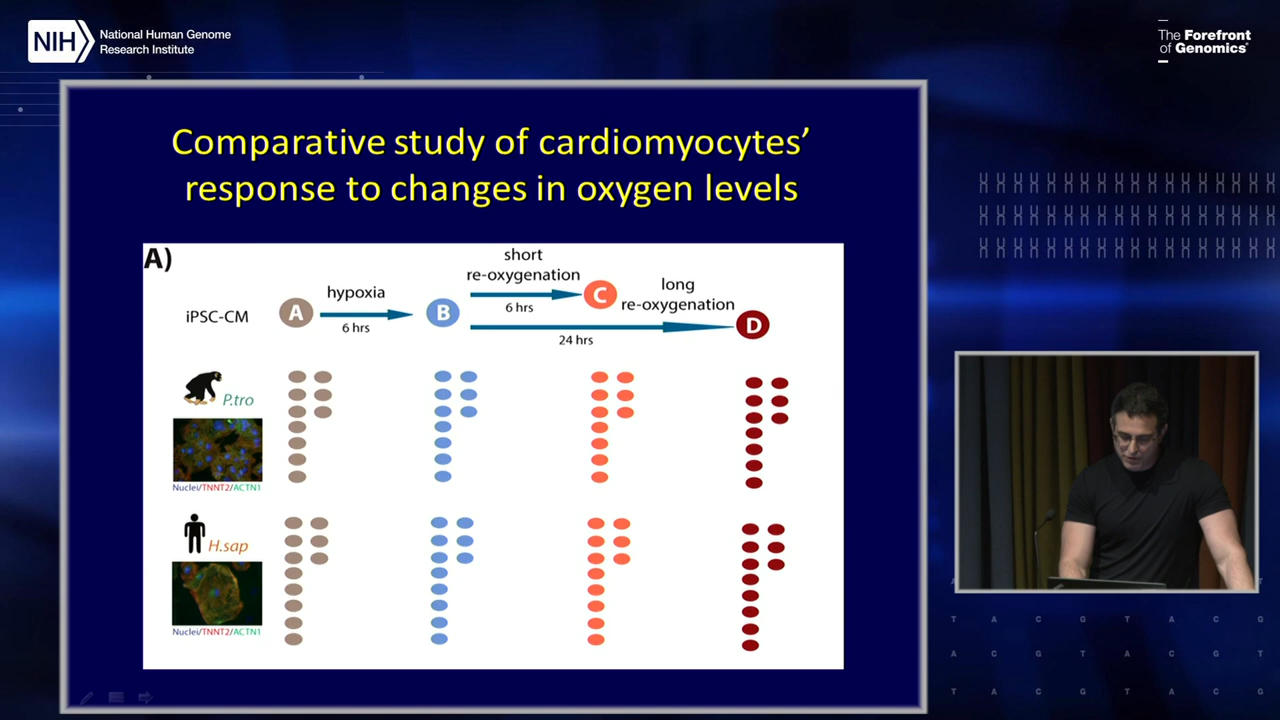 NIH
National Human Genome
Research Institute
The Forefront
of Genomics®
Comparative study of cardiomyocytes’
response to changes in oxygen levels
A)
iPSC-CM
A
hypoxia
6 hrs
B
short
re-oxygenation
6 hrs
C
long
re-oxygenation
24 hrs
D
P.tro
Nuclei/TNNT2/ACTN1
H.sap
Nuclei/TNNT2/ACTN1
T A C G T A C G
A C G T A C G T
T A C G T A C G